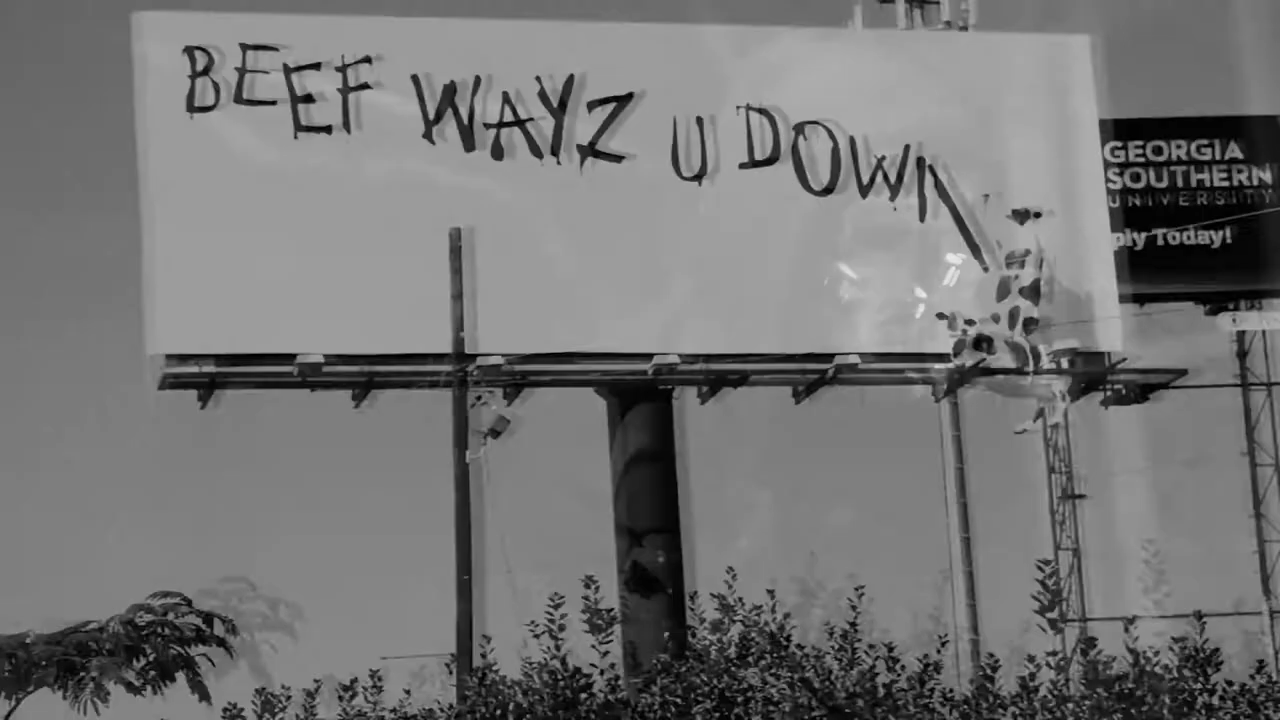 BEEF WAYZ U DOWN
GEORGIA
SOUTHERN
UNIVERSITY
ply Today!